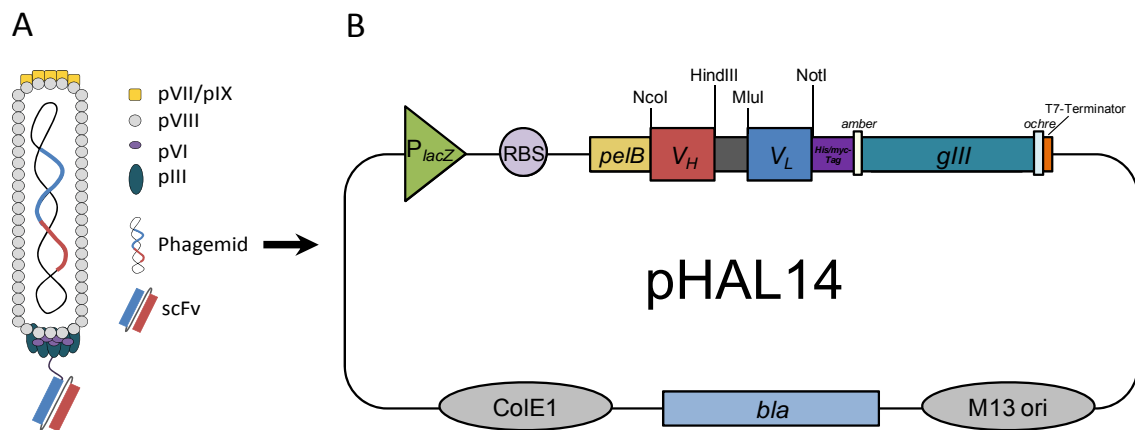 A
pVII/pIX
pVIII
pVI
pIII
Phagemid
scFv
B
HindIII
NotI
NcoI
MluI
T7-Terminator
amber
ochre
PlacZ
RBS
pelB
VH
VL
His/myc-
Tag
gIII
pHAL14
ColE1
bla
M13 ori